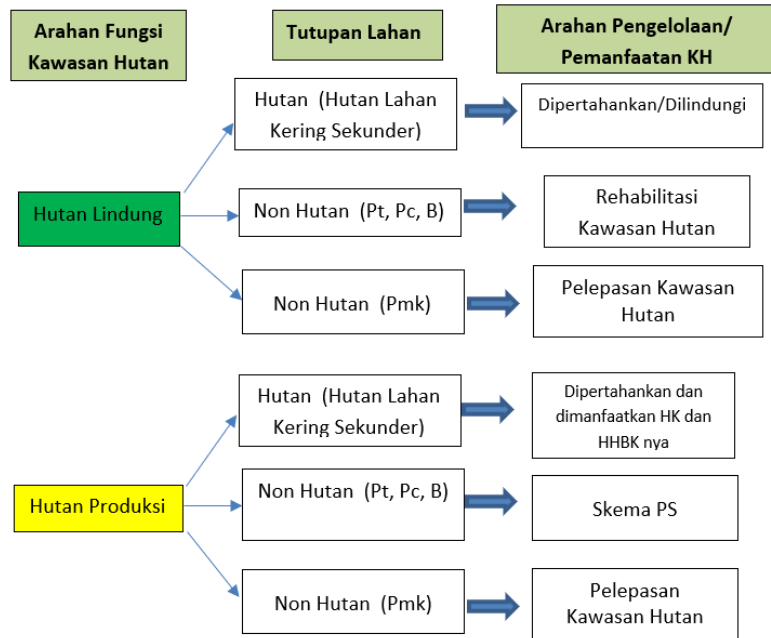 Arahan Fungsi
Kawasan Hutan
Tutupan Lahan
Arahan Pengelolaan/
Pemanfaatan KH
Hutan Lindung
Hutan (Hutan Lahan
Kering Sekunder)
Dipertahankan/Dilindungi
Non Hutan (Pt, Pc, B)
Rehabilitasi
Kawasan Hutan
Non Hutan (Pmk)
Pelepasan Kawasan
Hutan
Hutan Produksi
Hutan (Hutan Lahan
Kering Sekunder)
Dipertahankan dan
dimanfaatkan HK dan
HHBK nya
Non Hutan (Pt, Pc, B)
Skema PS
Non Hutan (Pmk)
Pelepasan
Kawasan Hutan